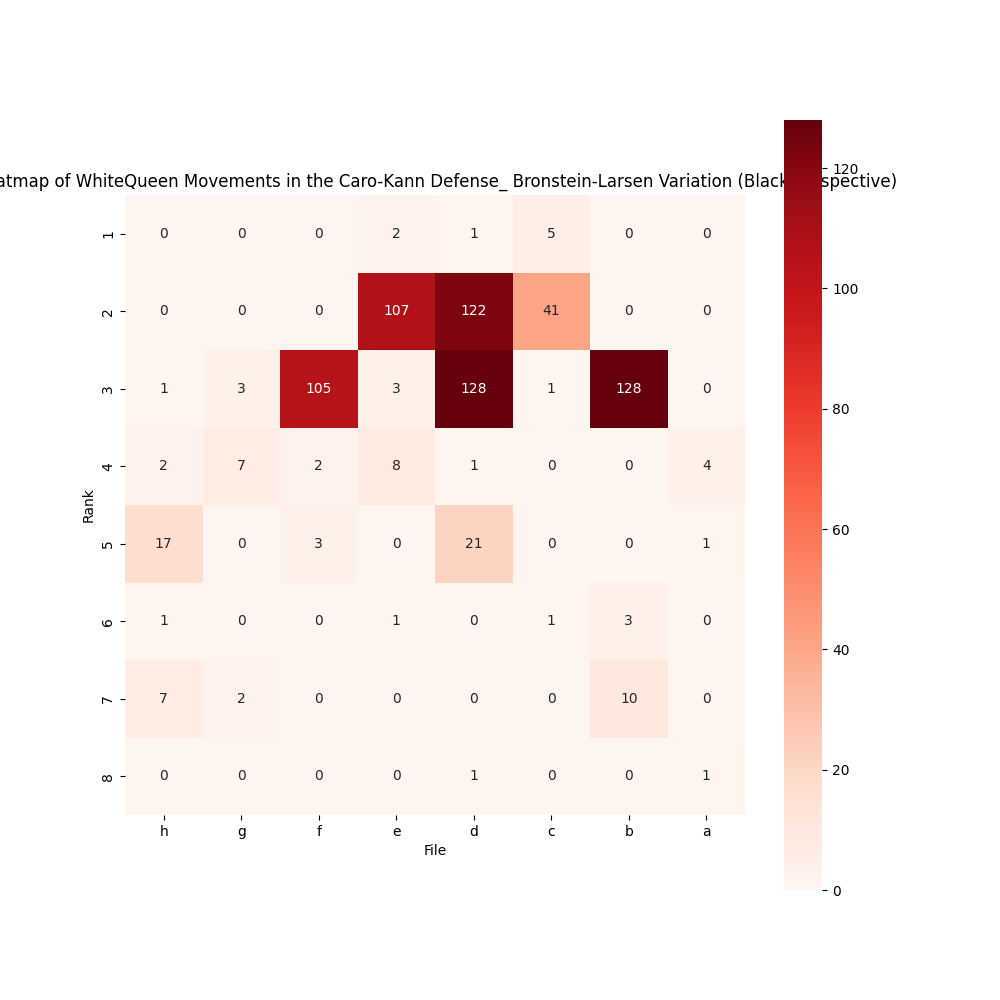 atmap of WhiteQueen Movements in the Caro-Kann Defense_ Bronstein-Larsen Variation (Black spective)
120
1 0 0 0 2 1 5 0 0
100
2 0 0 0 107 122 41 0 0
3 1 3 105 3 128 1 128 0
80
4 2 7 2 8 1 0 0 4
Rank
60
5 17 0 3 0 21 0 0 1
6 1 0 0 1 0 1 3 0
40
7 7 2 0 0 0 0 10 0
20
8 0 0 0 0 1 0 0 1
h g f e d c b a
File
0